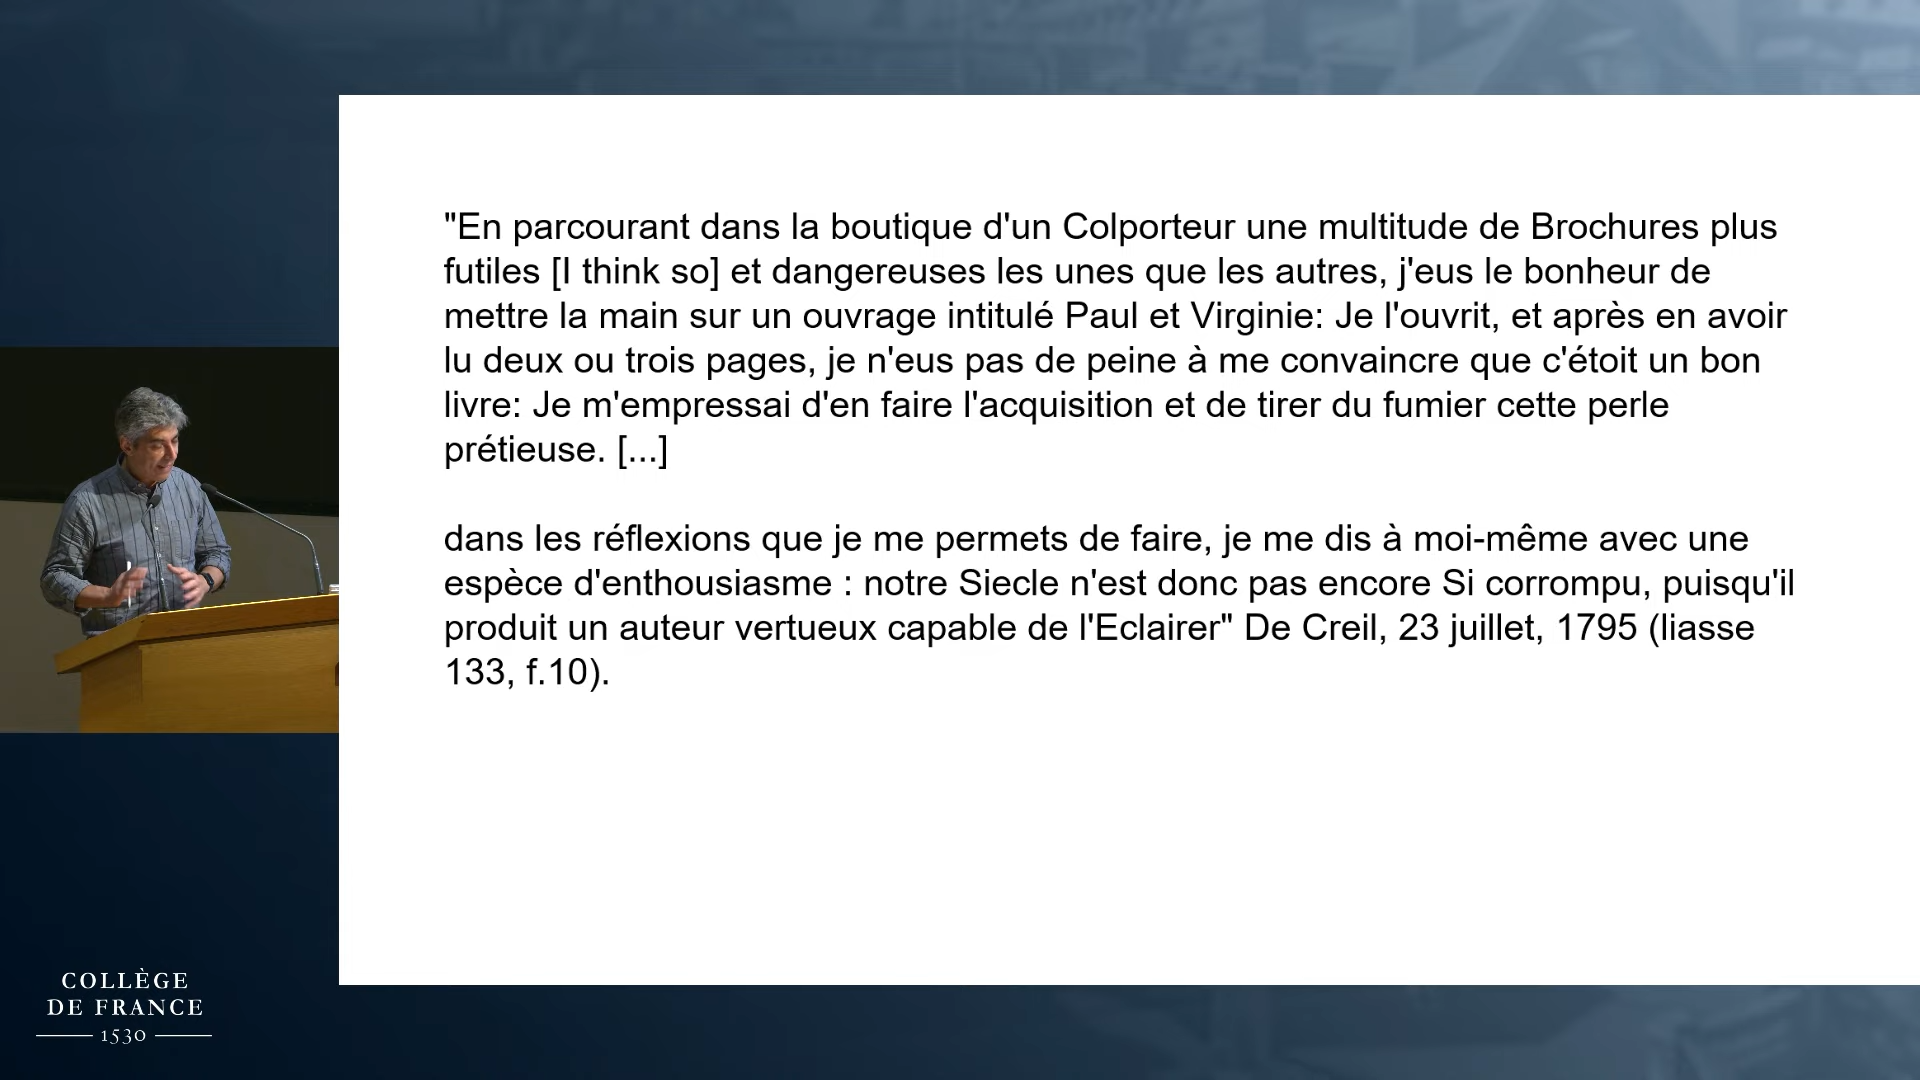 "En parcourant dans la boutique d'un Colporteur une multitude de Brochures plus
futiles [I think so] et dangereuses les unes que les autres, j'eus le bonheur de
mettre la main sur un ouvrage intitulé Paul et Virginie: Je l'ouvrit, et après en avoir
lu deux ou trois pages, je n'eus pas de peine à me convaincre que c'étoit un bon
livre: Je m'empressai d'en faire l'acquisition et de tirer du fumier cette perle
prétieuse. [...]
dans les réflexions que je me permets de faire, je me dis à moi-même avec une
espèce d'enthousiasme : notre Siecle n'est donc pas encore Si corrompu, puisqu'il
produit un auteur vertueux capable de l'Eclairer" De Creil, 23 juillet, 1795 (liasse
133, f.10).
COLLÈGE
DE FRANCE
1530